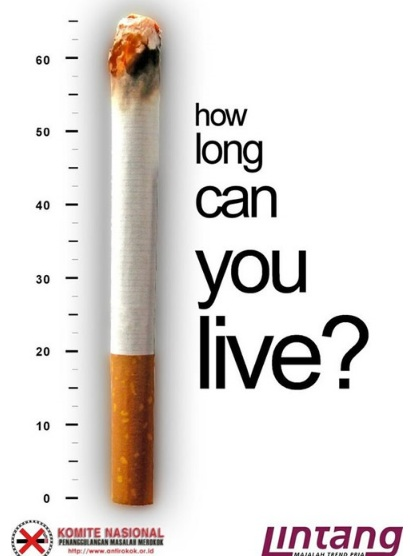 60
50
40
30
20
10
0
how
long
can
you
live?
KOMITE NASIONAL
PENANGGULANGAN MASALAH MEROKOK
http://www.antirokok.or.id
lintang
MAJALAH TREND PRIA